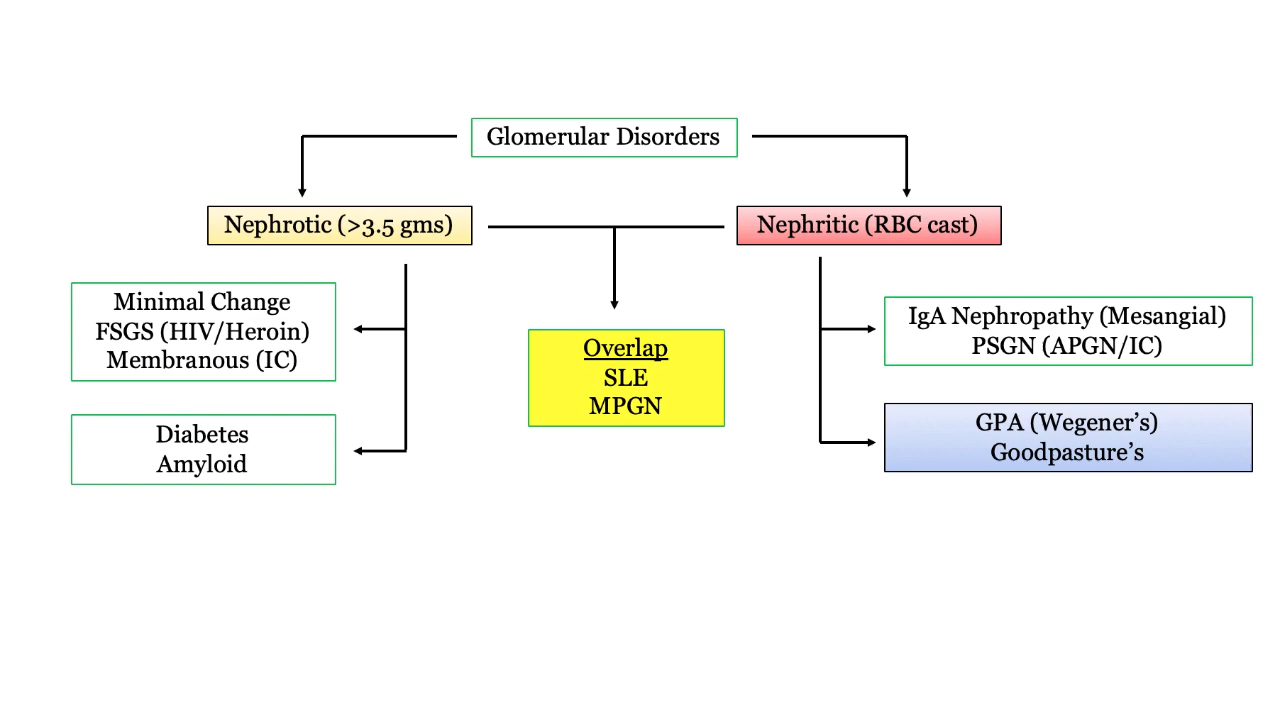 Glomerular Disorders
Nephrotic (>3.5 gms)
Nephritic (RBC cast)
Minimal Change
FSGS (HIV/Heroin)
Membranous (IC)
Diabetes
Amyloid
Overlap
SLE
MPGN
IgA Nephropathy (Mesangial)
PSGN (APGN/IC)
GPA (Wegener’s)
Goodpasture’s